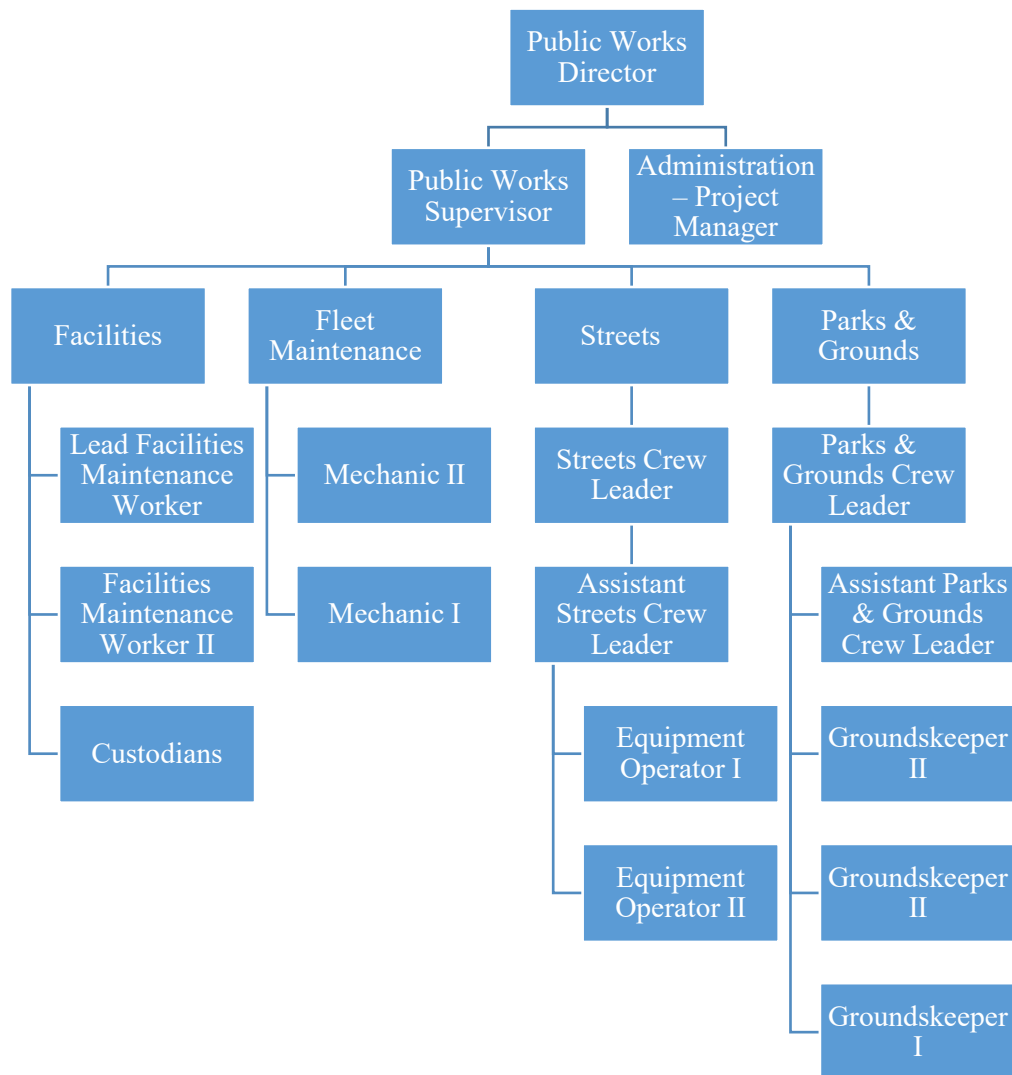 Public Works
Director
Public Works
Supervisor
Administration
– Project
Manager
Facilities
Fleet
Maintenance
Streets
Parks &
Grounds
Lead Facilities
Maintenance
Worker
Mechanic II
Streets Crew
Leader
Parks &
Grounds Crew
Leader
Facilities
Maintenance
Worker II
Mechanic I
Assistant
Streets Crew
Leader
Assistant Parks
& Grounds
Crew Leader
Custodians
Equipment
Operator I
Groundskeeper
II
Equipment
Operator II
Groundskeeper
II
Groundskeeper
I